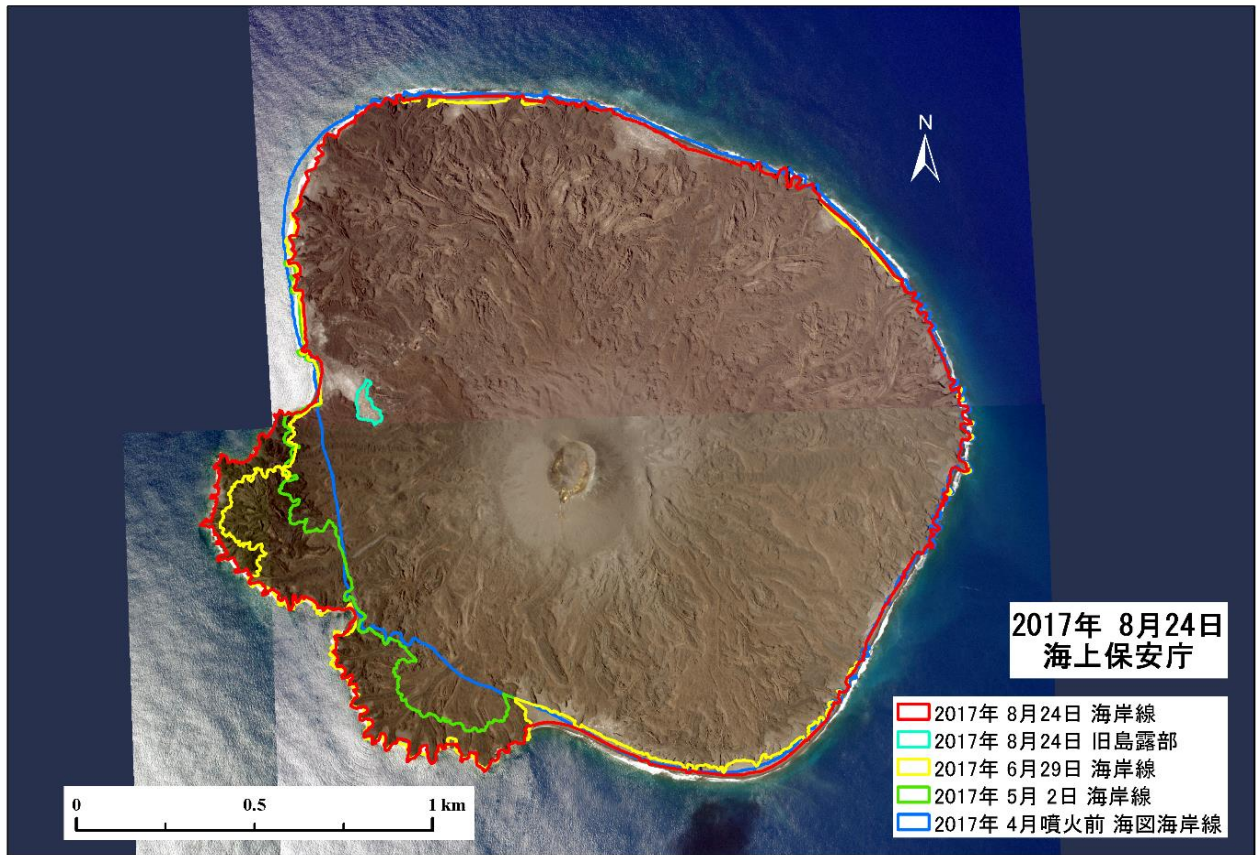 N
2017年 8月24日
海上保安庁
2017年 8月24日 海岸線
2017年 8月24日 旧島露部
2017年 6月29日 海岸線
2017年 5月 2日 海岸線
2017年 4月噴火前 海図海岸線
0 0.5 1 km